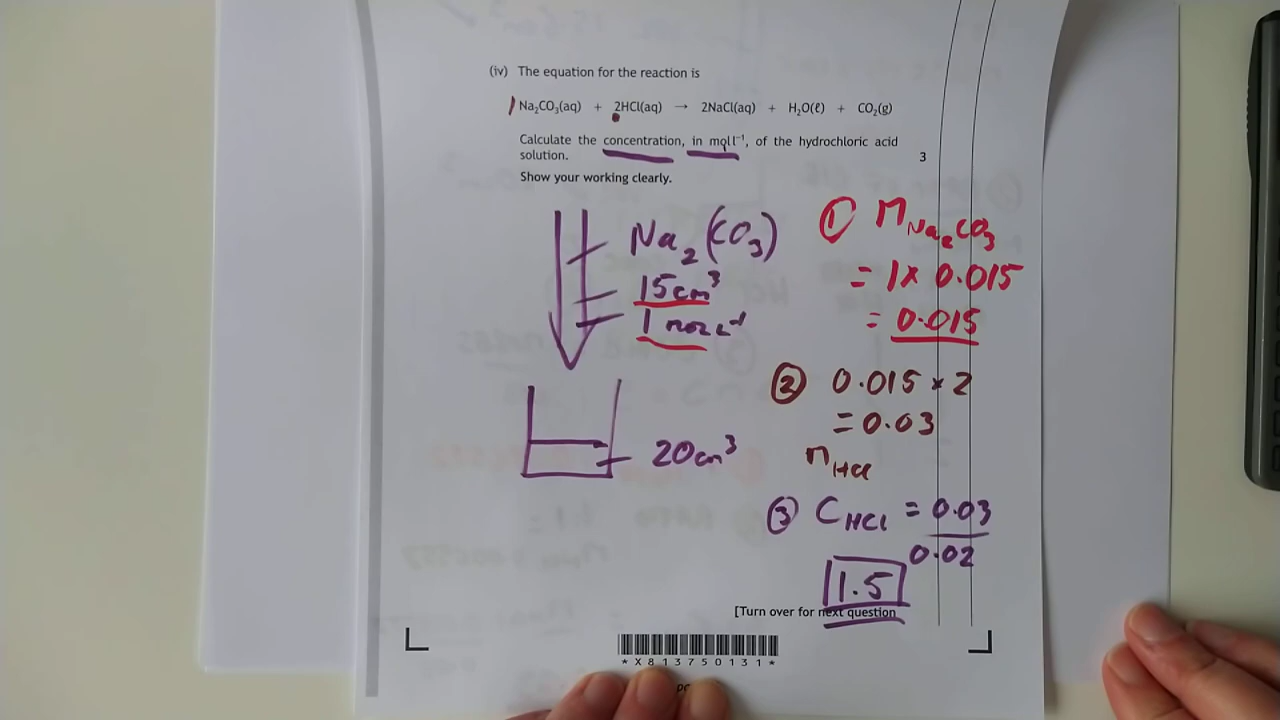 (iv) The equation for the reaction is
Na₂CO₃(aq) + 2HCl(aq) → 2NaCl(aq) + H₂O(ℓ) + CO₂(g)
Calculate the concentration, in mol l⁻¹, of the hydrochloric acid
solution.
3
Show your working clearly.
Na₂(CO₃)
15cm³
1 mol L⁻¹
20cm³
① n Na₂CO₃
= 1 × 0.015
= 0.015
② 0.015 × 2
= 0.03
n HCl
③ C HCl = 0.03
0.02
1.5
[Turn over for next question
*X813750131*